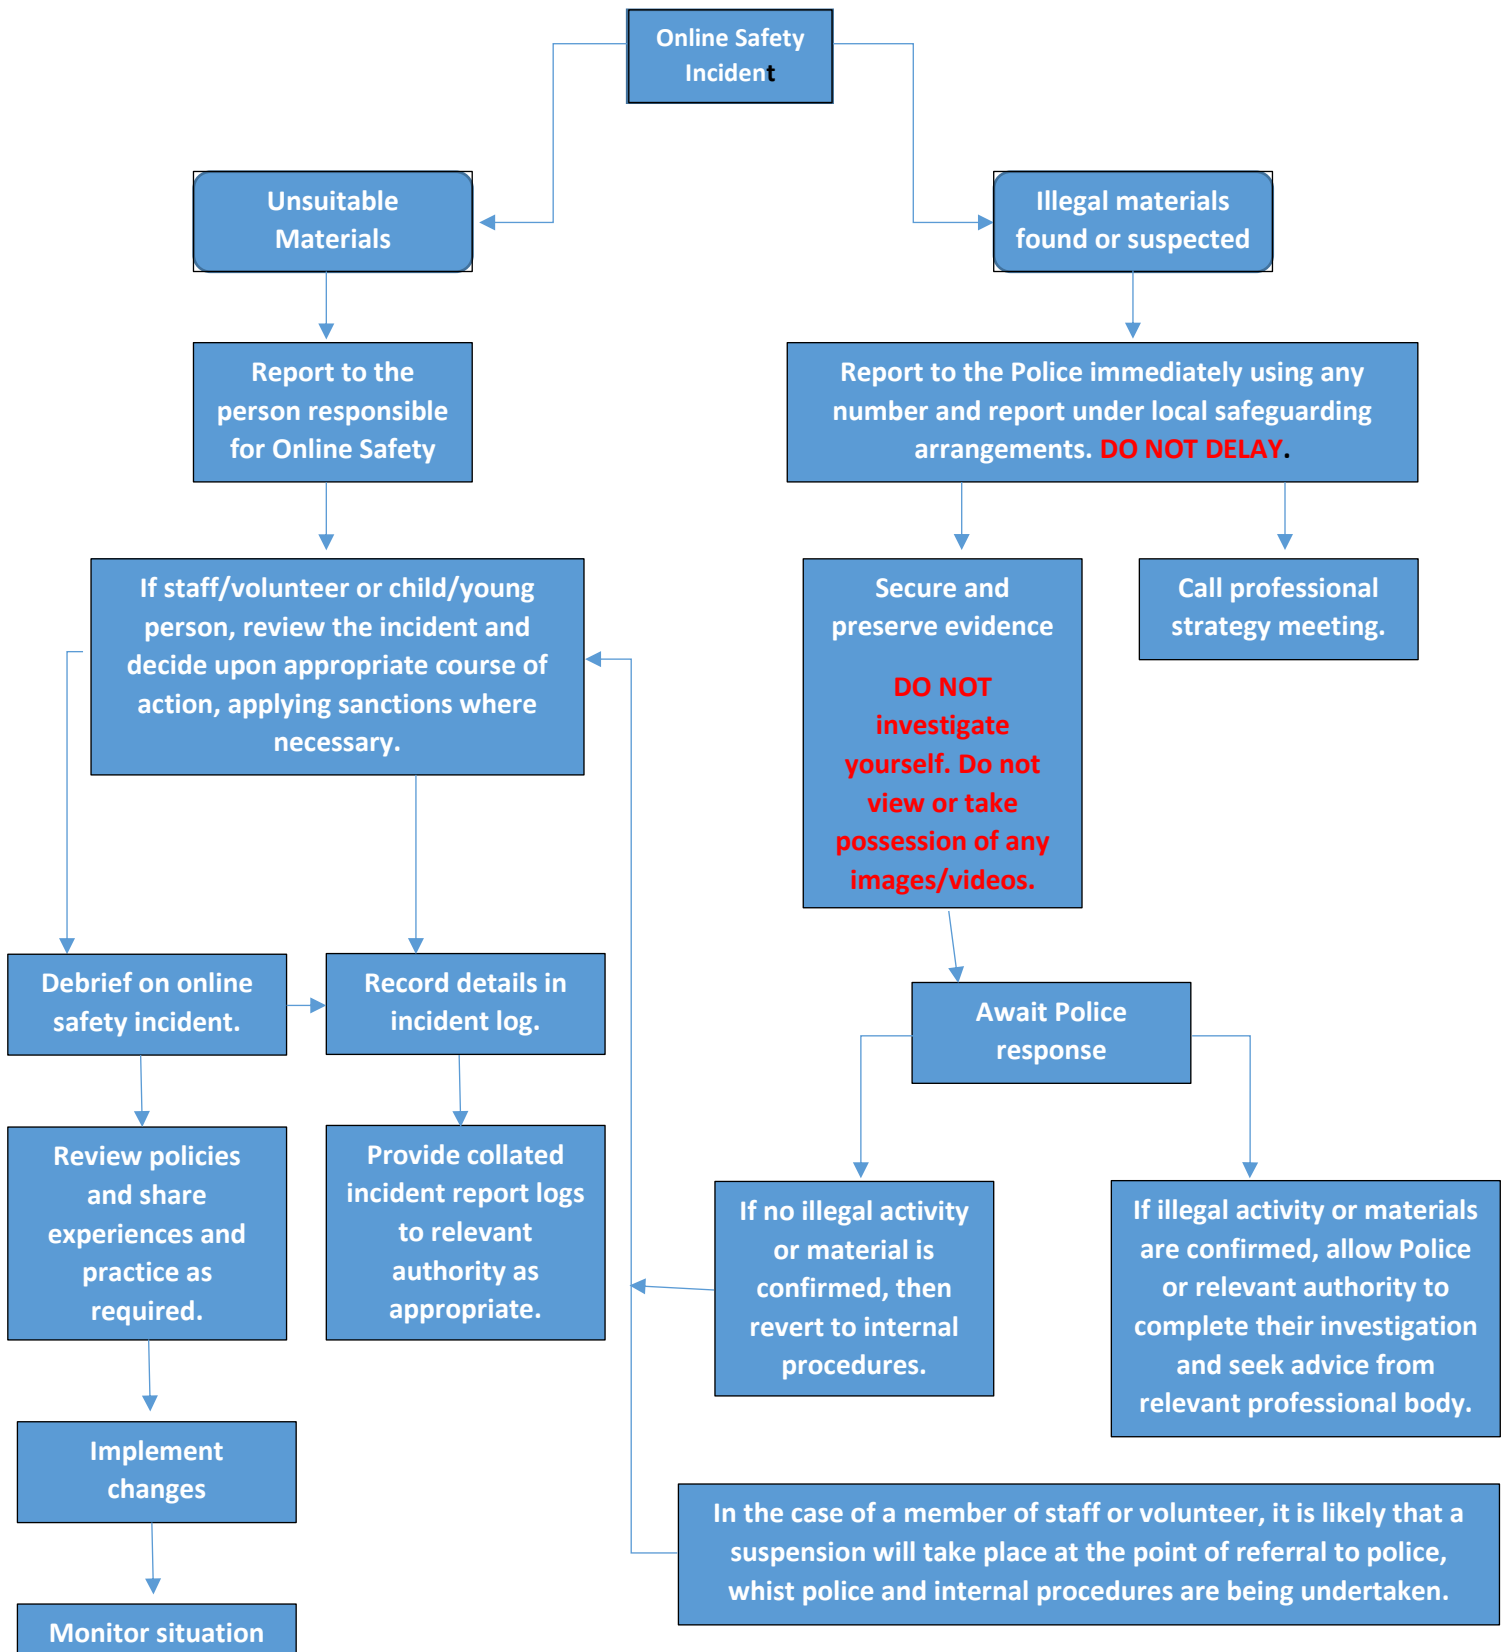 Online Safety
Incident
Unsuitable
Materials
Illegal materials
found or suspected
Report to the
person responsible
for Online Safety
Report to the Police immediately using any
number and report under local safeguarding
arrangements. DO NOT DELAY.
If staff/volunteer or child/young
person, review the incident and
decide upon appropriate course of
action, applying sanctions where
necessary.
Secure and
preserve evidence
DO NOT
investigate
yourself. Do not
view or take
possession of any
images/videos.
Call professional
strategy meeting.
Debrief on online
safety incident.
Record details in
incident log.
Await Police
response
Review policies
and share
experiences and
practice as
required.
Provide collated
incident report logs
to relevant
authority as
appropriate.
If no illegal activity
or material is
confirmed, then
revert to internal
procedures.
If illegal activity or materials
are confirmed, allow Police
or relevant authority to
complete their investigation
and seek advice from
relevant professional body.
Implement
changes
In the case of a member of staff or volunteer, it is likely that a
suspension will take place at the point of referral to police,
whist police and internal procedures are being undertaken.
Monitor situation